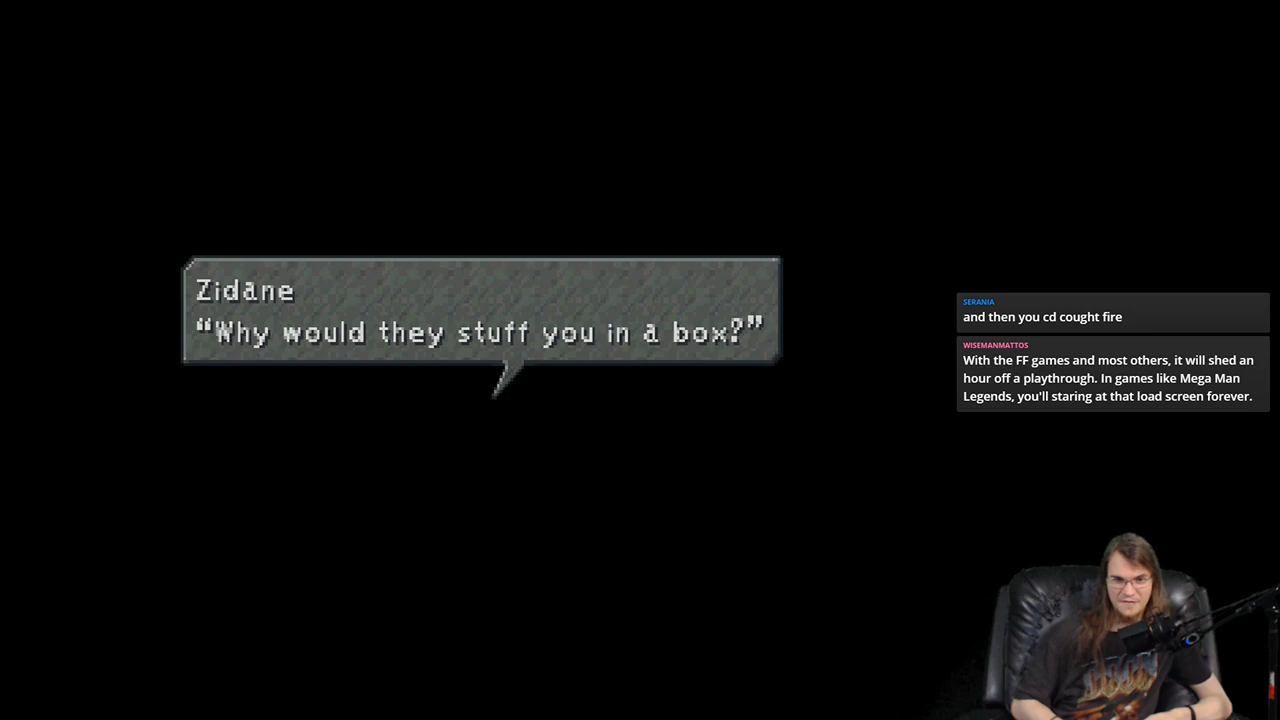 Zidane
“Why would they stuff you in a box?”
SERANIA
and then you cd cought fire
WISEMANMATTOS
With the FF games and most others, it will shed an
hour off a playthrough. In games like Mega Man
Legends, you'll staring at that load screen forever.
DOOM